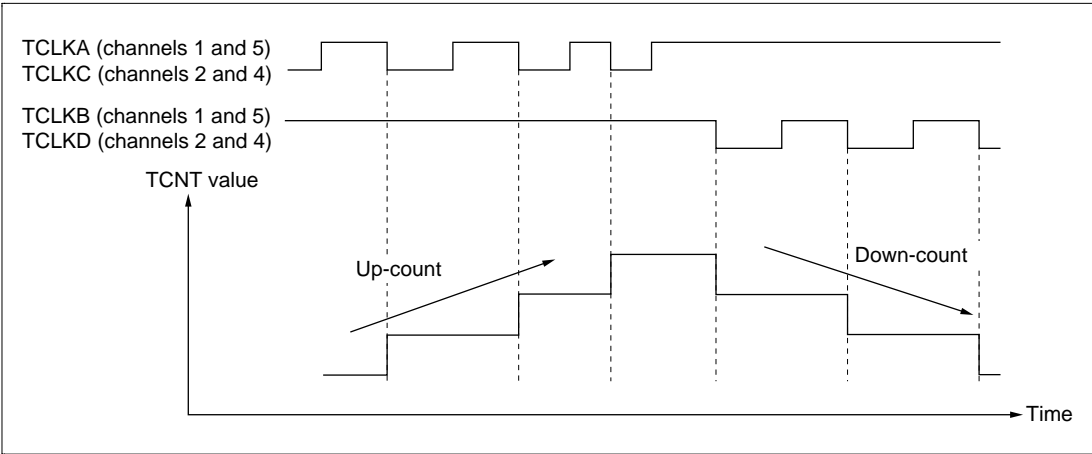 TCLKA (channels 1 and 5)
TCLKC (channels 2 and 4)
TCLKB (channels 1 and 5)
TCLKD (channels 2 and 4)
TCNT value
Up-count
Down-count
Time